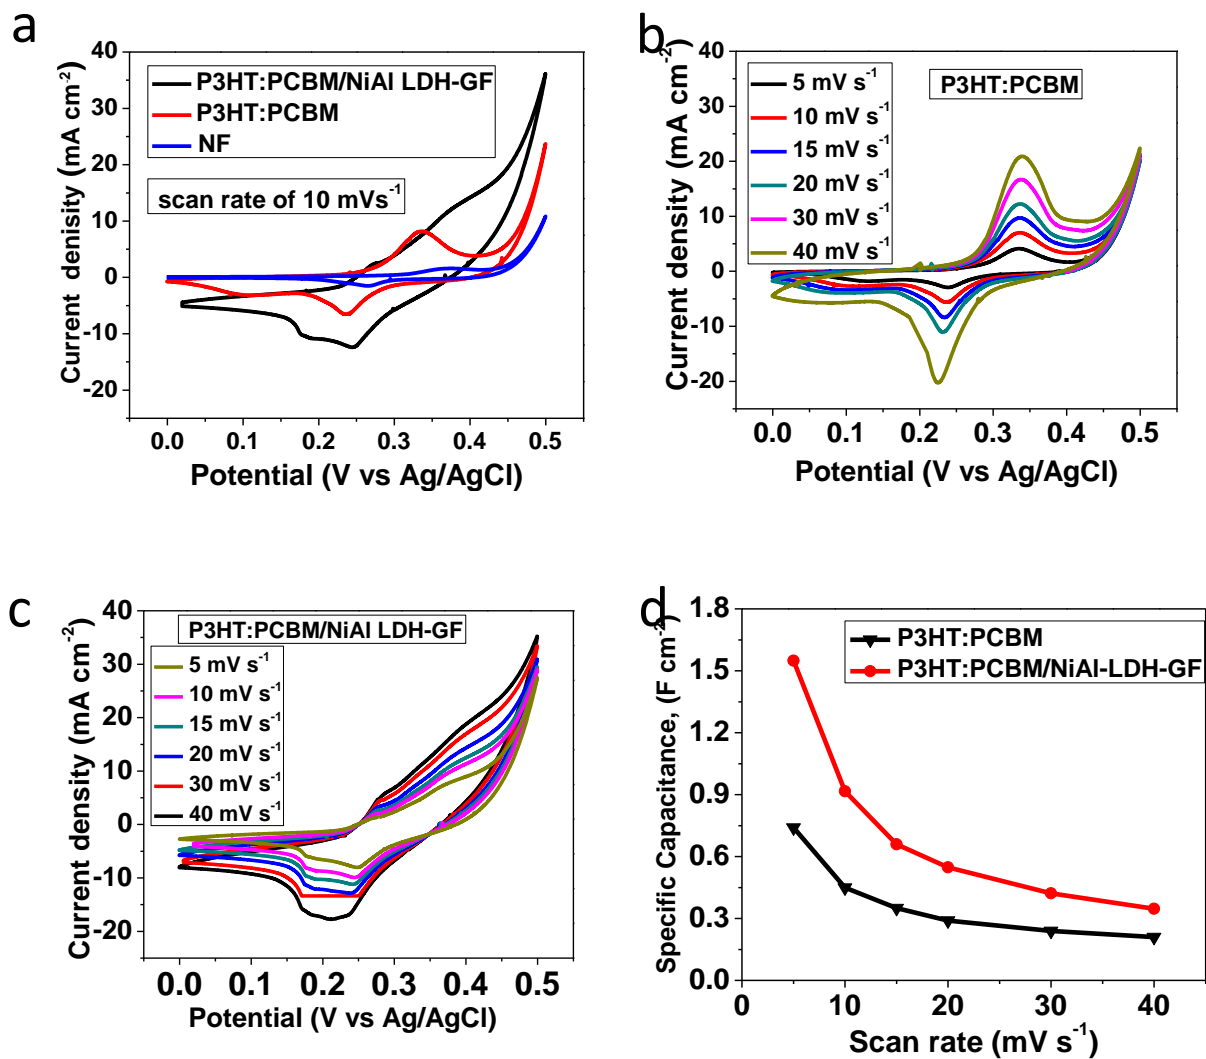 a
Current denisity (mA cm-2)
40
30
20
10
0
-10
-20
P3HT:PCBM/NiAl LDH-GF
P3HT:PCBM
NF
scan rate of 10 mVs-1
0.0 0.1 0.2 0.3 0.4 0.5
Potential (V vs Ag/AgCl)
b
Current density (mA cm-2)
40
30
20
10
0
-10
-20
5 mV s-1
10 mV s-1
15 mV s-1
20 mV s-1
30 mV s-1
40 mV s-1
P3HT:PCBM
0.0 0.1 0.2 0.3 0.4 0.5
Potential (V vs Ag/AgCl)
c
Current density (mA cm-2)
40
30
20
10
0
-10
-20
P3HT:PCBM/NiAl LDH-GF
5 mV s-1
10 mV s-1
15 mV s-1
20 mV s-1
30 mV s-1
40 mV s-1
0.0 0.1 0.2 0.3 0.4 0.5
Potential (V vs Ag/AgCl)
d
Specific Capacitance, (F cm-2)
1.8
1.5
1.2
0.9
0.6
0.3
0.0
P3HT:PCBM
P3HT:PCBM/NiAl-LDH-GF
0 10 20 30 40
Scan rate (mV s-1)